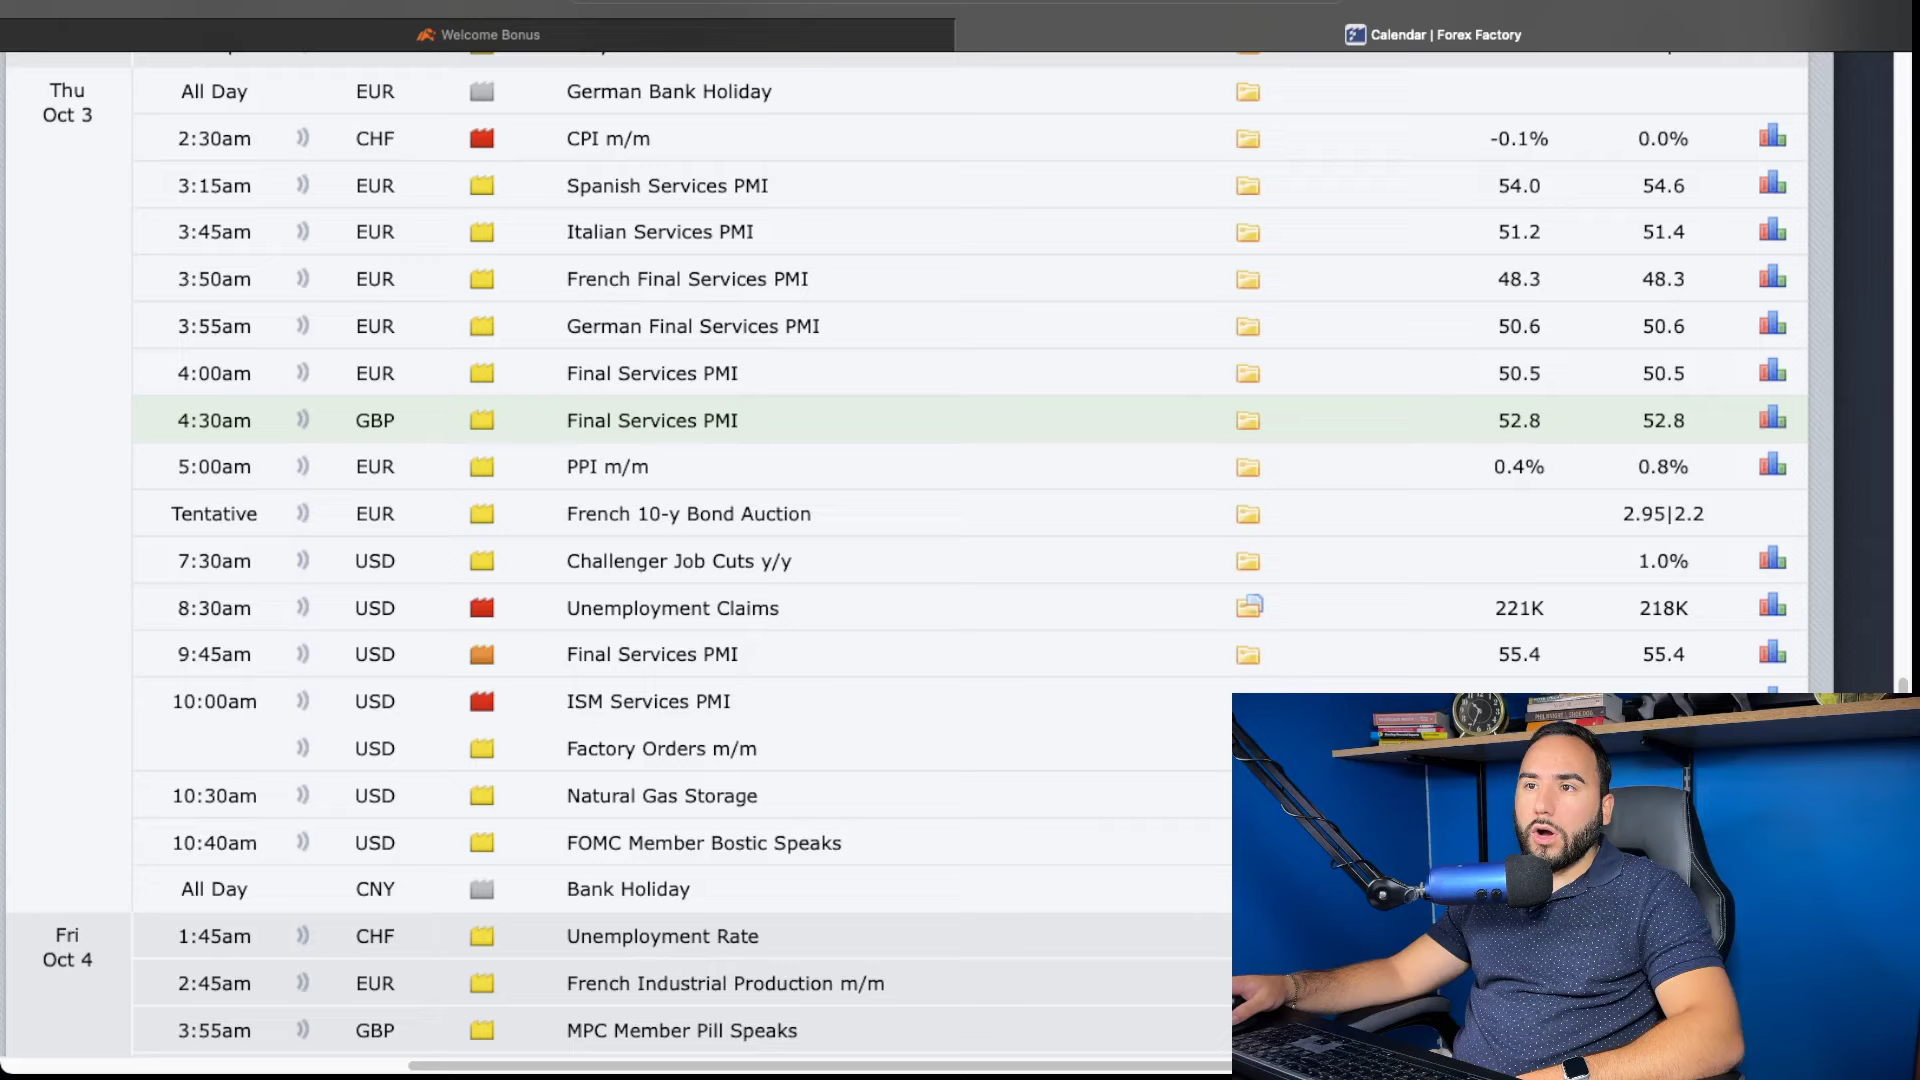 Welcome Bonus
Calendar | Forex Factory
Thu
Oct 3
All Day EUR German Bank Holiday
2:30am CHF CPI m/m -0.1% 0.0%
3:15am EUR Spanish Services PMI 54.0 54.6
3:45am EUR Italian Services PMI 51.2 51.4
3:50am EUR French Final Services PMI 48.3 48.3
3:55am EUR German Final Services PMI 50.6 50.6
4:00am EUR Final Services PMI 50.5 50.5
4:30am GBP Final Services PMI 52.8 52.8
5:00am EUR PPI m/m 0.4% 0.8%
Tentative EUR French 10-y Bond Auction 2.95|2.2
7:30am USD Challenger Job Cuts y/y 1.0%
8:30am USD Unemployment Claims 221K 218K
9:45am USD Final Services PMI 55.4 55.4
10:00am USD ISM Services PMI
USD Factory Orders m/m
10:30am USD Natural Gas Storage
10:40am USD FOMC Member Bostic Speaks
All Day CNY Bank Holiday
Fri
Oct 4
1:45am CHF Unemployment Rate
2:45am EUR French Industrial Production m/m
3:55am GBP MPC Member Pill Speaks